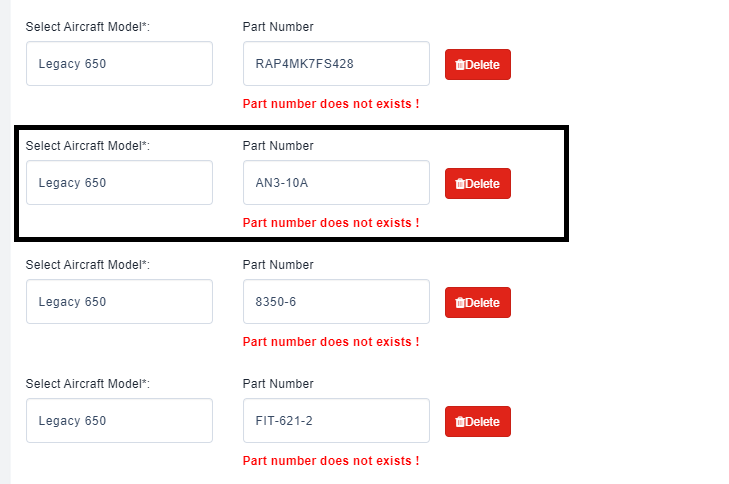 Select Aircraft Model*: Part Number
Legacy 650 RAP4MK7FS428 Delete
Part number does not exists !
Select Aircraft Model*: Part Number
Legacy 650 AN3-10A Delete
Part number does not exists !
Select Aircraft Model*: Part Number
Legacy 650 8350-6 Delete
Part number does not exists !
Select Aircraft Model*: Part Number
Legacy 650 FIT-621-2 Delete
Part number does not exists !